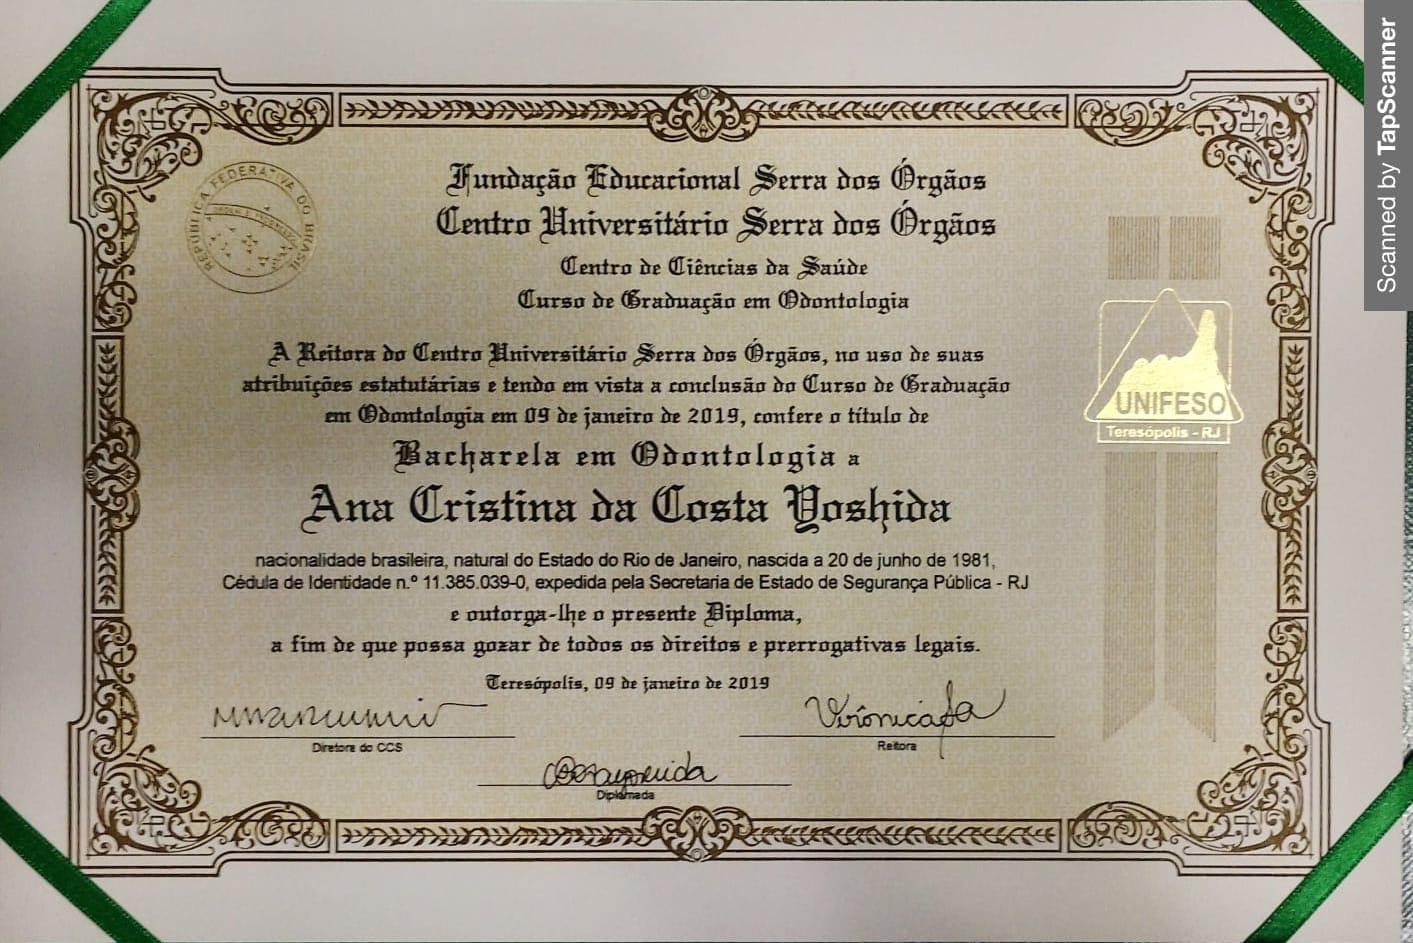 Scanned by TapScanner
REPÚBLICA FEDERATIVA DO BRASIL
Fundação Educacional Serra dos Órgãos
Centro Universitário Serra dos Órgãos
Centro de Ciências da Saúde
Curso de Graduação em Odontologia
A Reitora do Centro Universitário Serra dos Órgãos, no uso de suas
atribuições estatutárias e tendo em vista a conclusão do Curso de Graduação
em Odontologia em 09 de janeiro de 2019, confere o título de
Bacharela em Odontologia a
Ana Cristina da Costa Yoshida
nacionalidade brasileira, natural do Estado do Rio de Janeiro, nascida a 20 de junho de 1981,
Cédula de Identidade n.º 11.385.039-0, expedida pela Secretaria de Estado de Segurança Pública - RJ
e outorga-lhe o presente Diploma,
a fim de que possa gozar de todos os direitos e prerrogativas legais.
Teresópolis, 09 de janeiro de 2019
UNIFESO
Teresópolis - RJ
Diretora do CCS
Reitora
Diplomada